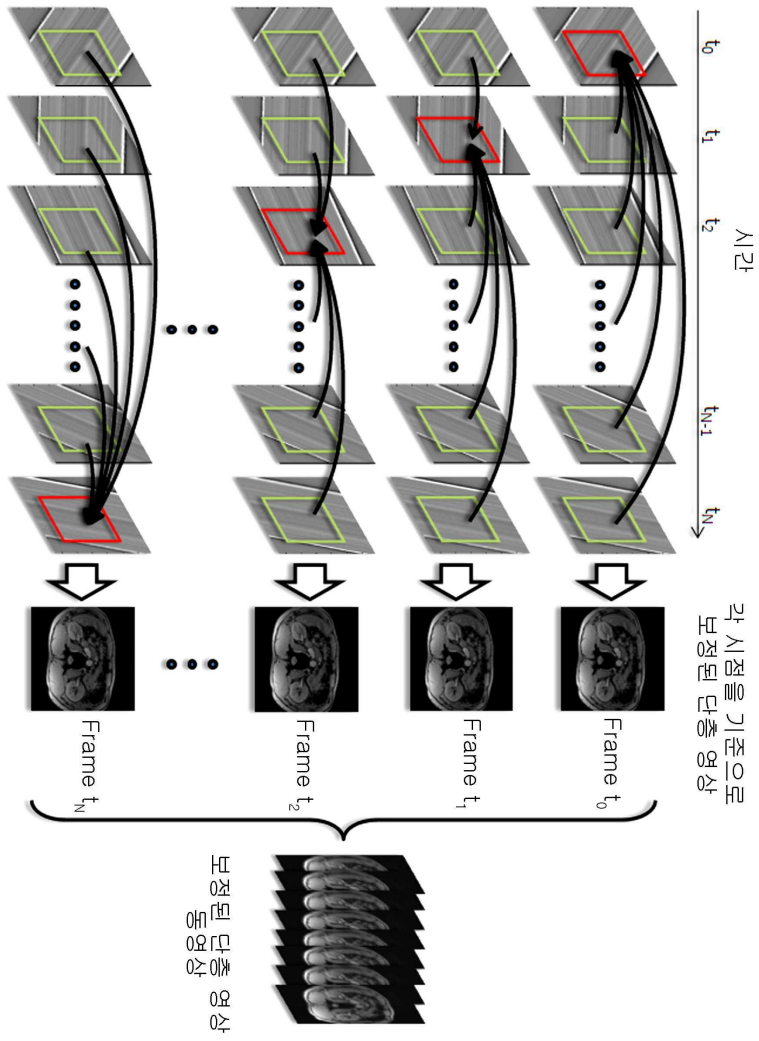 시간
t0
t1
t2
tN-1
tN
각 시점을 기준으로
보정된 단층 영상
Frame t0
Frame t1
Frame t2
Frame tN
보정된 단층 영상
동영상